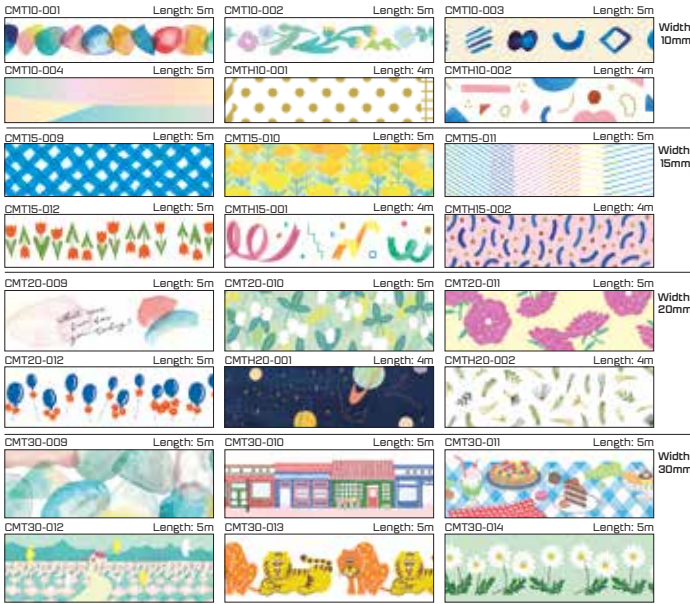 CMT10-001 Length: 5m
CMT10-002 Length: 5m
CMT10-003 Length: 5m
Width
10mm
CMT10-004 Length: 5m
CMTH10-001 Length: 4m
CMTH10-002 Length: 4m
CMT15-009 Length: 5m
CMT15-010 Length: 5m
CMT15-011 Length: 5m
Width
15mm
CMT15-012 Length: 5m
CMTH15-001 Length: 4m
CMTH15-002 Length: 4m
CMT20-009 Length: 5m
CMT20-010 Length: 5m
CMT20-011 Length: 5m
Width
20mm
CMT20-012 Length: 5m
CMTH20-001 Length: 4m
CMTH20-002 Length: 4m
CMT30-009 Length: 5m
CMT30-010 Length: 5m
CMT30-011 Length: 5m
Width
30mm
CMT30-012 Length: 5m
CMT30-013 Length: 5m
CMT30-014 Length: 5m